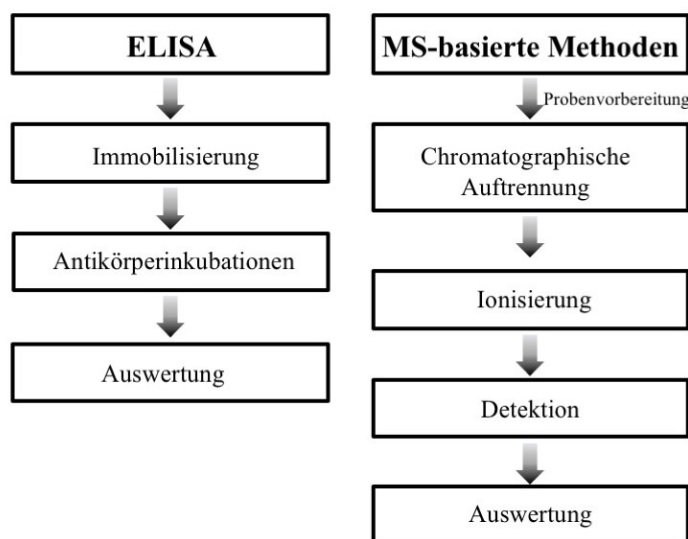 ELISA
Immobilisierung
Antikörperinkubationen
Auswertung
MS-basierte Methoden
Probenvorbereitung
Chromatographische
Auftrennung
Ionisierung
Detektion
Auswertung